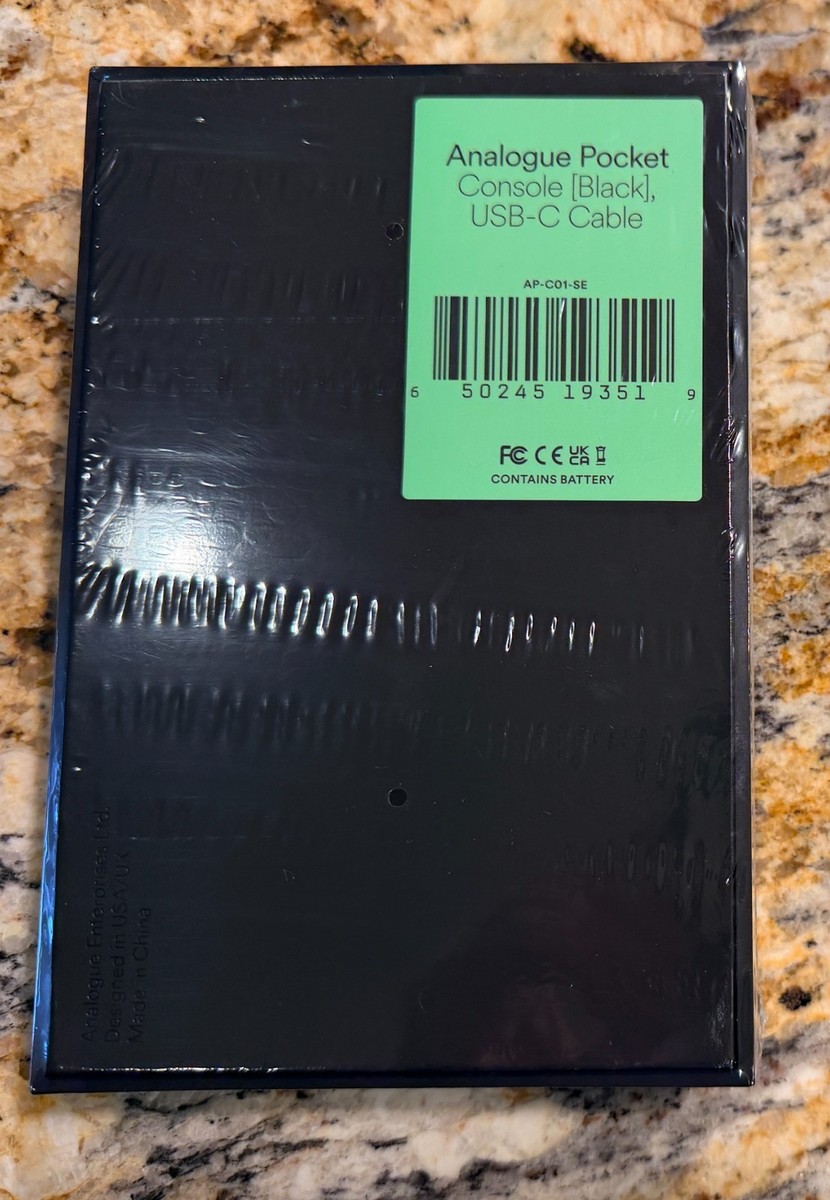 Analogue Pocket
Console [Black],
USB-C Cable
AP-C01-SE
6 50245 19351 9
FC CE UK CA
CONTAINS BATTERY
Analogue Enterprises Ltd.
Designed in USA/UK
Made in China